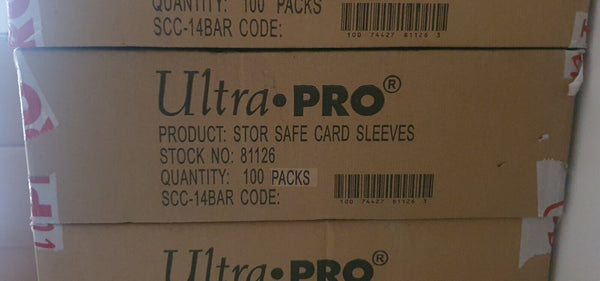 QUANTITY: 100 PACKS
SCC-14BAR CODE:
100 74427 81126 3
Ultra•PRO®
PRODUCT: STOR SAFE CARD SLEEVES
STOCK NO: 81126
QUANTITY: 100 PACKS
SCC-14BAR CODE:
100 74427 81126 3
Ultra•PRO®